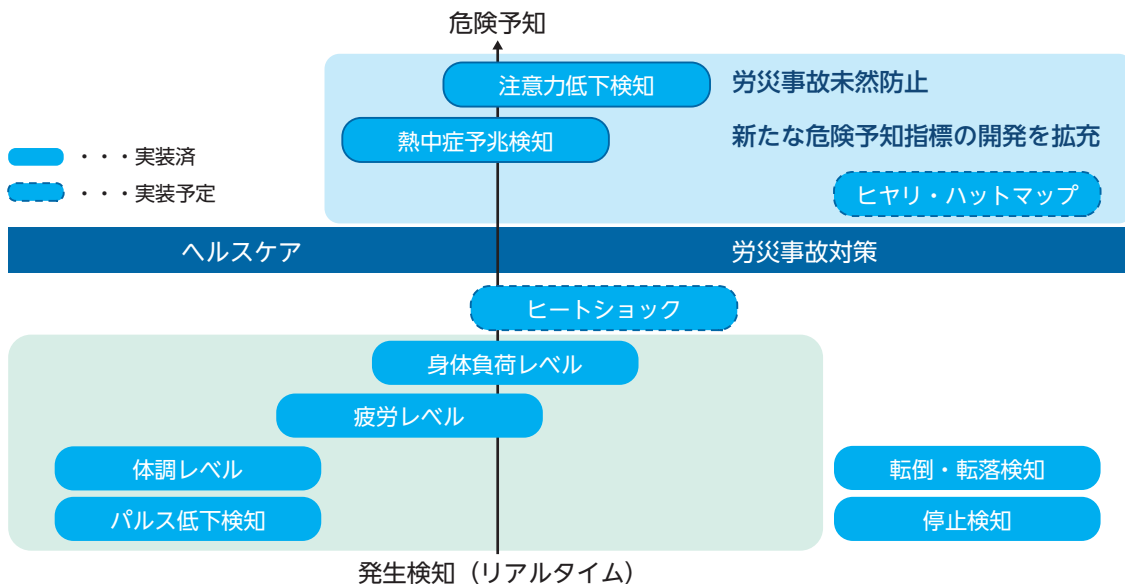 危険予知
注意力低下検知
労災事故未然防止
熱中症予兆検知
新たな危険予知指標の開発を拡充
・・・実装済
・・・実装予定
ヒヤリ・ハットマップ
ヘルスケア
労災事故対策
ヒートショック
身体負荷レベル
疲労レベル
体調レベル
転倒・転落検知
パルス低下検知
停止検知
発生検知（リアルタイム）